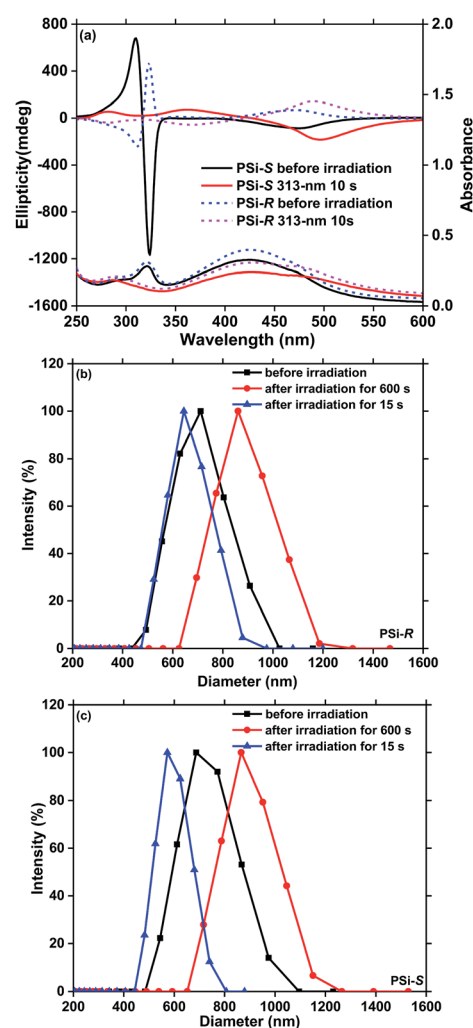 (a)
800
400
0
-400
-800
-1200
-1600
Ellipticity(mdeg)
2.0
1.5
1.0
0.5
0.0
Absorbance
PSi-S before irradiation
PSi-S 313-nm 10 s
PSi-R before irradiation
PSi-R 313-nm 10s
250 300 350 400 450 500 550 600
Wavelength (nm)
(b)
120
100
80
60
40
20
0
Intensity (%)
before irradiation
after irradiation for 600 s
after irradiation for 15 s
PSi-R
200 400 600 800 1000 1200 1400 1600
Diameter (nm)
(c)
120
100
80
60
40
20
0
Intensity (%)
before irradiation
after irradiation for 600 s
after irradiation for 15 s
PSi-S
200 400 600 800 1000 1200 1400 1600
Diameter (nm)